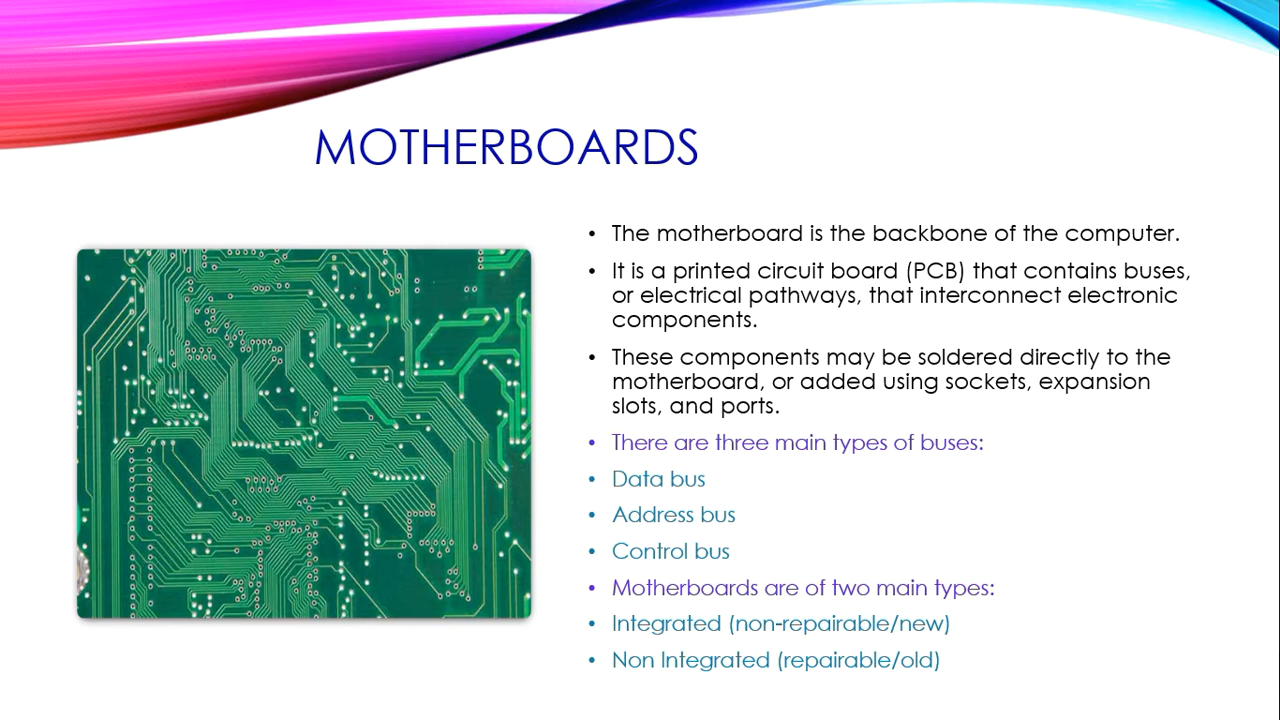 MOTHERBOARDS
• The motherboard is the backbone of the computer.
• It is a printed circuit board (PCB) that contains buses,
or electrical pathways, that interconnect electronic
components.
• These components may be soldered directly to the
motherboard, or added using sockets, expansion
slots, and ports.
• There are three main types of buses:
• Data bus
• Address bus
• Control bus
• Motherboards are of two main types:
• Integrated (non-repairable/new)
• Non Integrated (repairable/old)